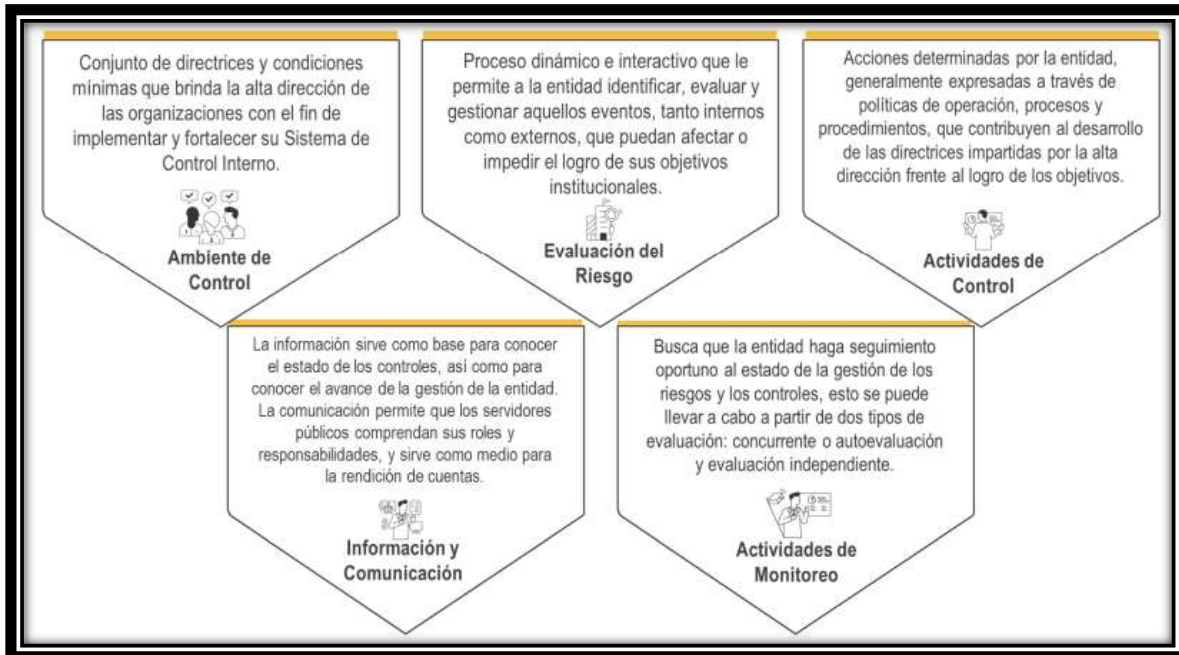 Conjunto de directrices y condiciones
mínimas que brinda la alta dirección de
las organizaciones con el fin de
implementar y fortalecer su Sistema de
Control Interno.
Ambiente de
Control
Proceso dinámico e interactivo que le
permite a la entidad identificar, evaluar y
gestionar aquellos eventos, tanto internos
como externos, que puedan afectar o
impedir el logro de sus objetivos
institucionales.
Evaluación del
Riesgo
Acciones determinadas por la entidad,
generalmente expresadas a través de
políticas de operación, procesos y
procedimientos, que contribuyen al desarrollo
de las directrices impartidas por la alta
dirección frente al logro de los objetivos.
Actividades de
Control
La información sirve como base para conocer
el estado de los controles, así como para
conocer el avance de la gestión de la entidad.
La comunicación permite que los servidores
públicos comprendan sus roles y
responsabilidades, y sirve como medio para
la rendición de cuentas.
Información y
Comunicación
Busca que la entidad haga seguimiento
oportuno al estado de la gestión de los
riesgos y los controles, esto se puede
llevar a cabo a partir de dos tipos de
evaluación: concurrente o autoevaluación
y evaluación independiente.
Actividades de
Monitoreo